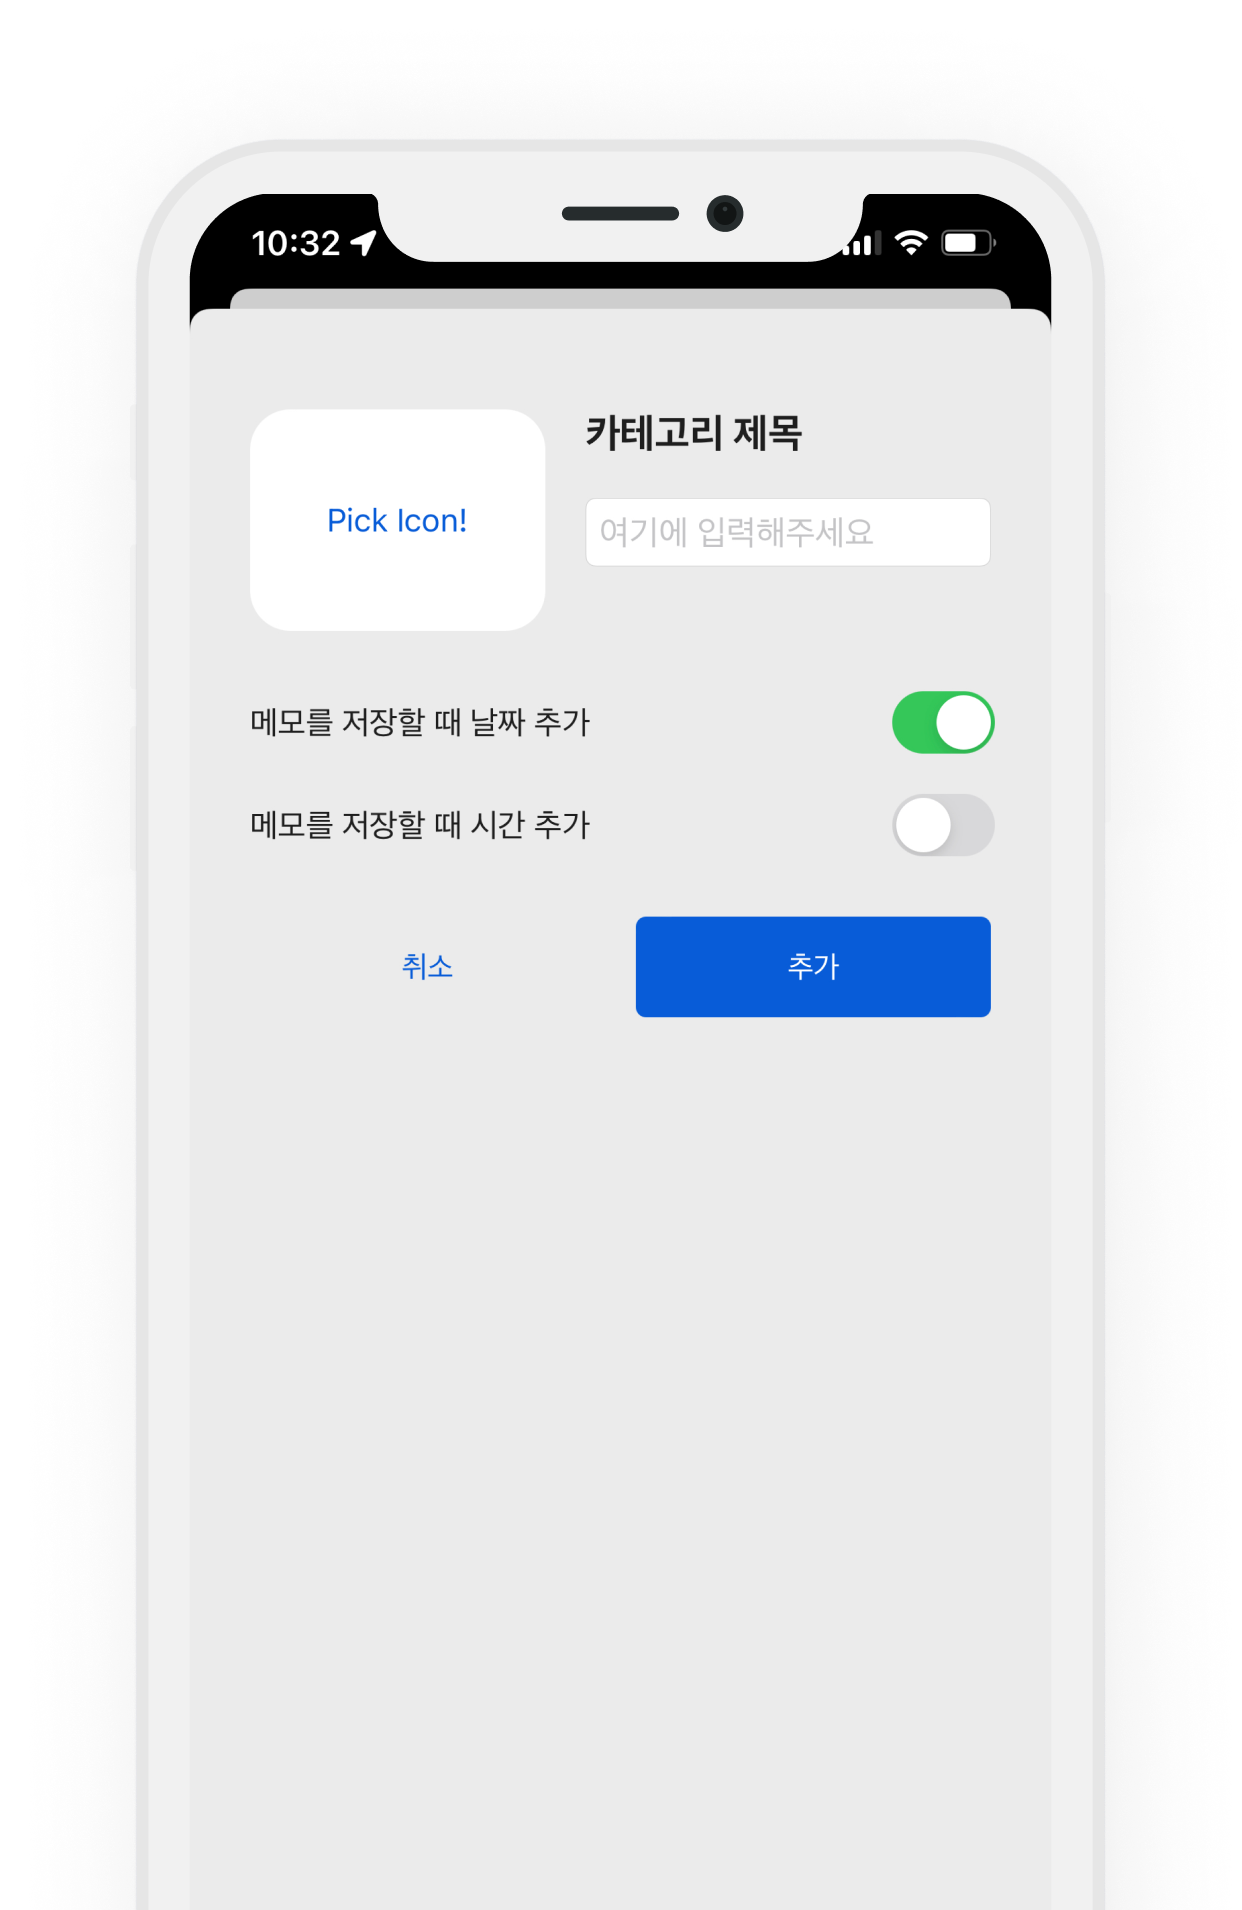 10:32
카테고리 제목
Pick Icon!
여기에 입력해주세요
메모를 저장할 때 날짜 추가
메모를 저장할 때 시간 추가
취소
추가